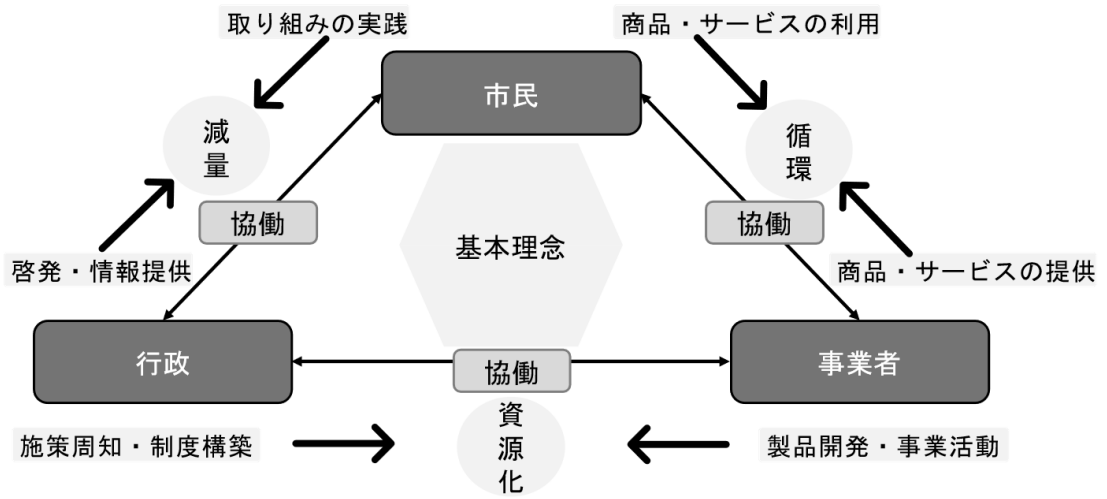 取り組みの実践
商品・サービスの利用
市民
減量
循環
協働
協働
基本理念
啓発・情報提供
商品・サービスの提供
行政
事業者
協働
資源化
施策周知・制度構築
製品開発・事業活動